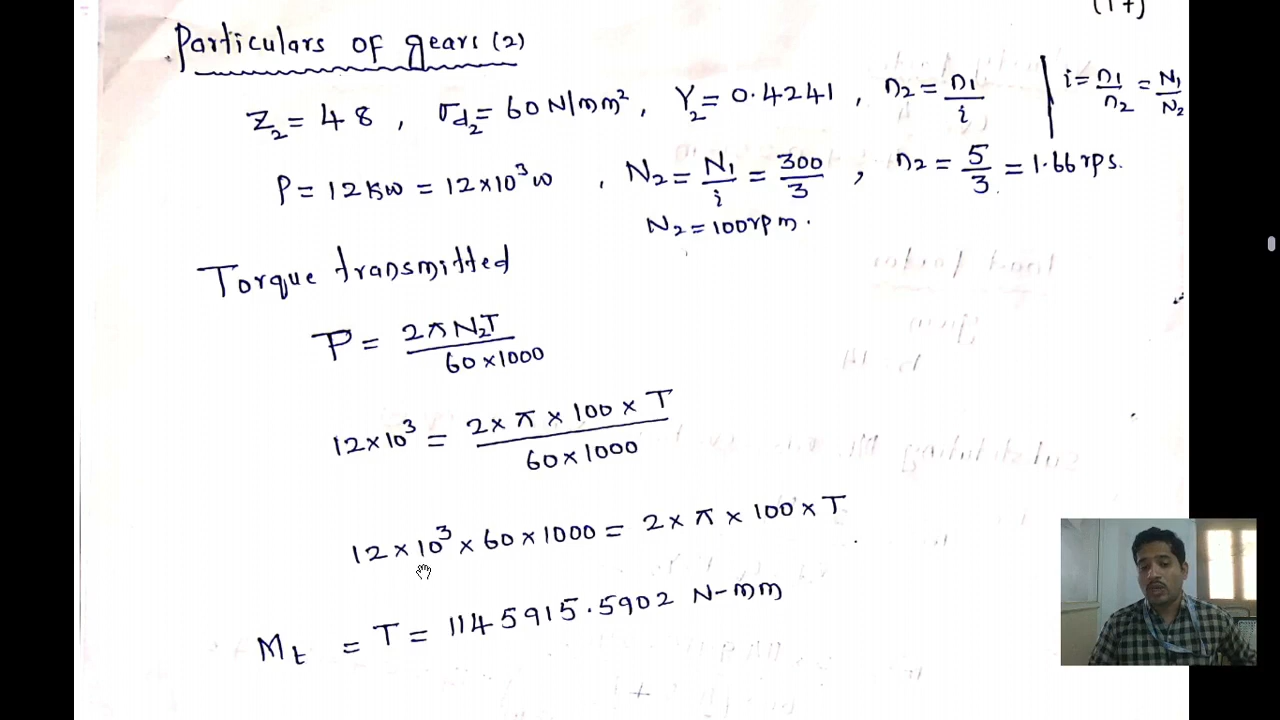 (17)
Particulars of gears (2)
Z₂ = 48 , σd₂ = 60 N/mm² , Y₂ = 0.4241 , n₂ = n₁/i | i = n₁/n₂ = N₁/N₂
P = 12 kW = 12×10³ W , N₂ = N₁/i = 300/3 , n₂ = 5/3 = 1.66 rps.
N₂ = 100 rpm.
Torque transmitted
P = 2πN₂T / 60×1000
12×10³ = 2×π×100×T / 60×1000
12×10³×60×1000 = 2×π×100×T
Mt = T = 1145915.5902 N-mm